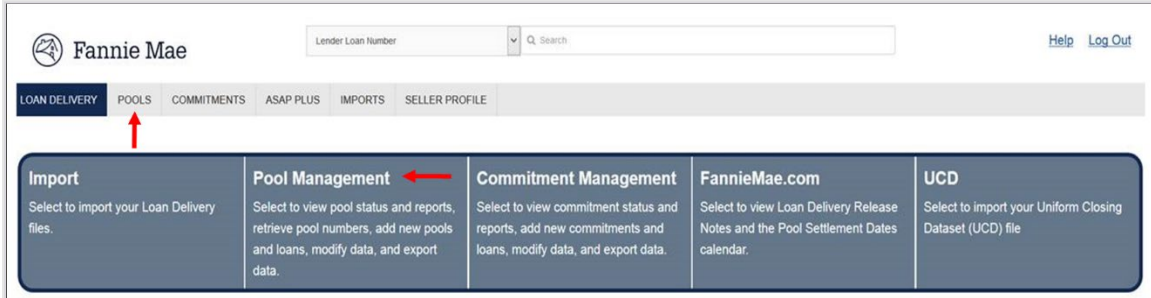 Fannie Mae
Lender Loan Number
Search
Help Log Out
LOAN DELIVERY POOLS COMMITMENTS ASAP PLUS IMPORTS SELLER PROFILE
Import
Select to import your Loan Delivery
files.
Pool Management
Select to view pool status and reports,
retrieve pool numbers, add new pools
and loans, modify data, and export
data.
Commitment Management
Select to view commitment status and
reports, add new commitments and
loans, modify data, and export data.
FannieMae.com
Select to view Loan Delivery Release
Notes and the Pool Settlement Dates
calendar.
UCD
Select to import your Uniform Closing
Dataset (UCD) file